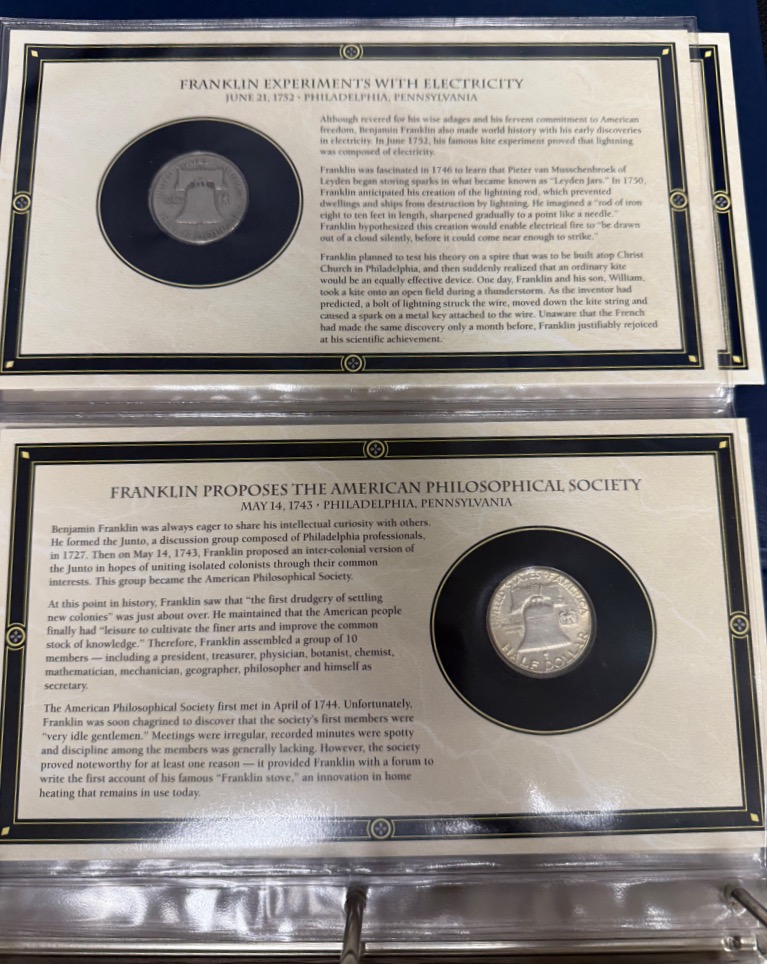 FRANKLIN EXPERIMENTS WITH ELECTRICITY
JUNE 21, 1752 · PHILADELPHIA, PENNSYLVANIA
Although revered for his wise adages and his fervent commitment to American
freedom, Benjamin Franklin also made world history with his early discoveries
in electricity. In June 1752, his famous kite experiment proved that lightning
was composed of electricity.
Franklin was fascinated in 1746 to learn that Pieter van Musschenbroek of
Leyden began storing sparks in what became known as "Leyden Jars." In 1750,
Franklin anticipated his creation of the lightning rod, which prevented
dwellings and ships from destruction by lightning. He imagined a "rod of iron
eight to ten feet in length, sharpened gradually to a point like a needle."
Franklin hypothesized this creation would enable electrical fire to "be drawn
out of a cloud silently, before it could come near enough to strike."
Franklin planned to test his theory on a spire that was to be built atop Christ
Church in Philadelphia, and then suddenly realized that an ordinary kite
would be an equally effective device. One day, Franklin and his son, William,
took a kite onto an open field during a thunderstorm. As the inventor had
predicted, a bolt of lightning struck the wire, moved down the kite string and
caused a spark on a metal key attached to the wire. Unaware that the French
had made the same discovery only a month before, Franklin justifiably rejoiced
at his scientific achievement.
FRANKLIN PROPOSES THE AMERICAN PHILOSOPHICAL SOCIETY
MAY 14, 1743 · PHILADELPHIA, PENNSYLVANIA
Benjamin Franklin was always eager to share his intellectual curiosity with others.
He formed the Junto, a discussion group composed of Philadelphia professionals,
in 1727. Then on May 14, 1743, Franklin proposed an inter-colonial version of
the Junto in hopes of uniting isolated colonists through their common
interests. This group became the American Philosophical Society.
At this point in history, Franklin saw that "the first drudgery of settling
new colonies" was just about over. He maintained that the American people
finally had "leisure to cultivate the finer arts and improve the common
stock of knowledge." Therefore, Franklin assembled a group of 10
members — including a president, treasurer, physician, botanist, chemist,
mathematician, mechanician, geographer, philosopher and himself as
secretary.
The American Philosophical Society first met in April of 1744. Unfortunately,
Franklin was soon chagrined to discover that the society's first members were
"very idle gentlemen." Meetings were irregular, recorded minutes were spotty
and discipline among the members was generally lacking. However, the society
proved noteworthy for at least one reason — it provided Franklin with a forum to
write the first account of his famous "Franklin stove," an innovation in home
heating that remains in use today.
UNITED STATES OF AMERICA
HALF DOLLAR